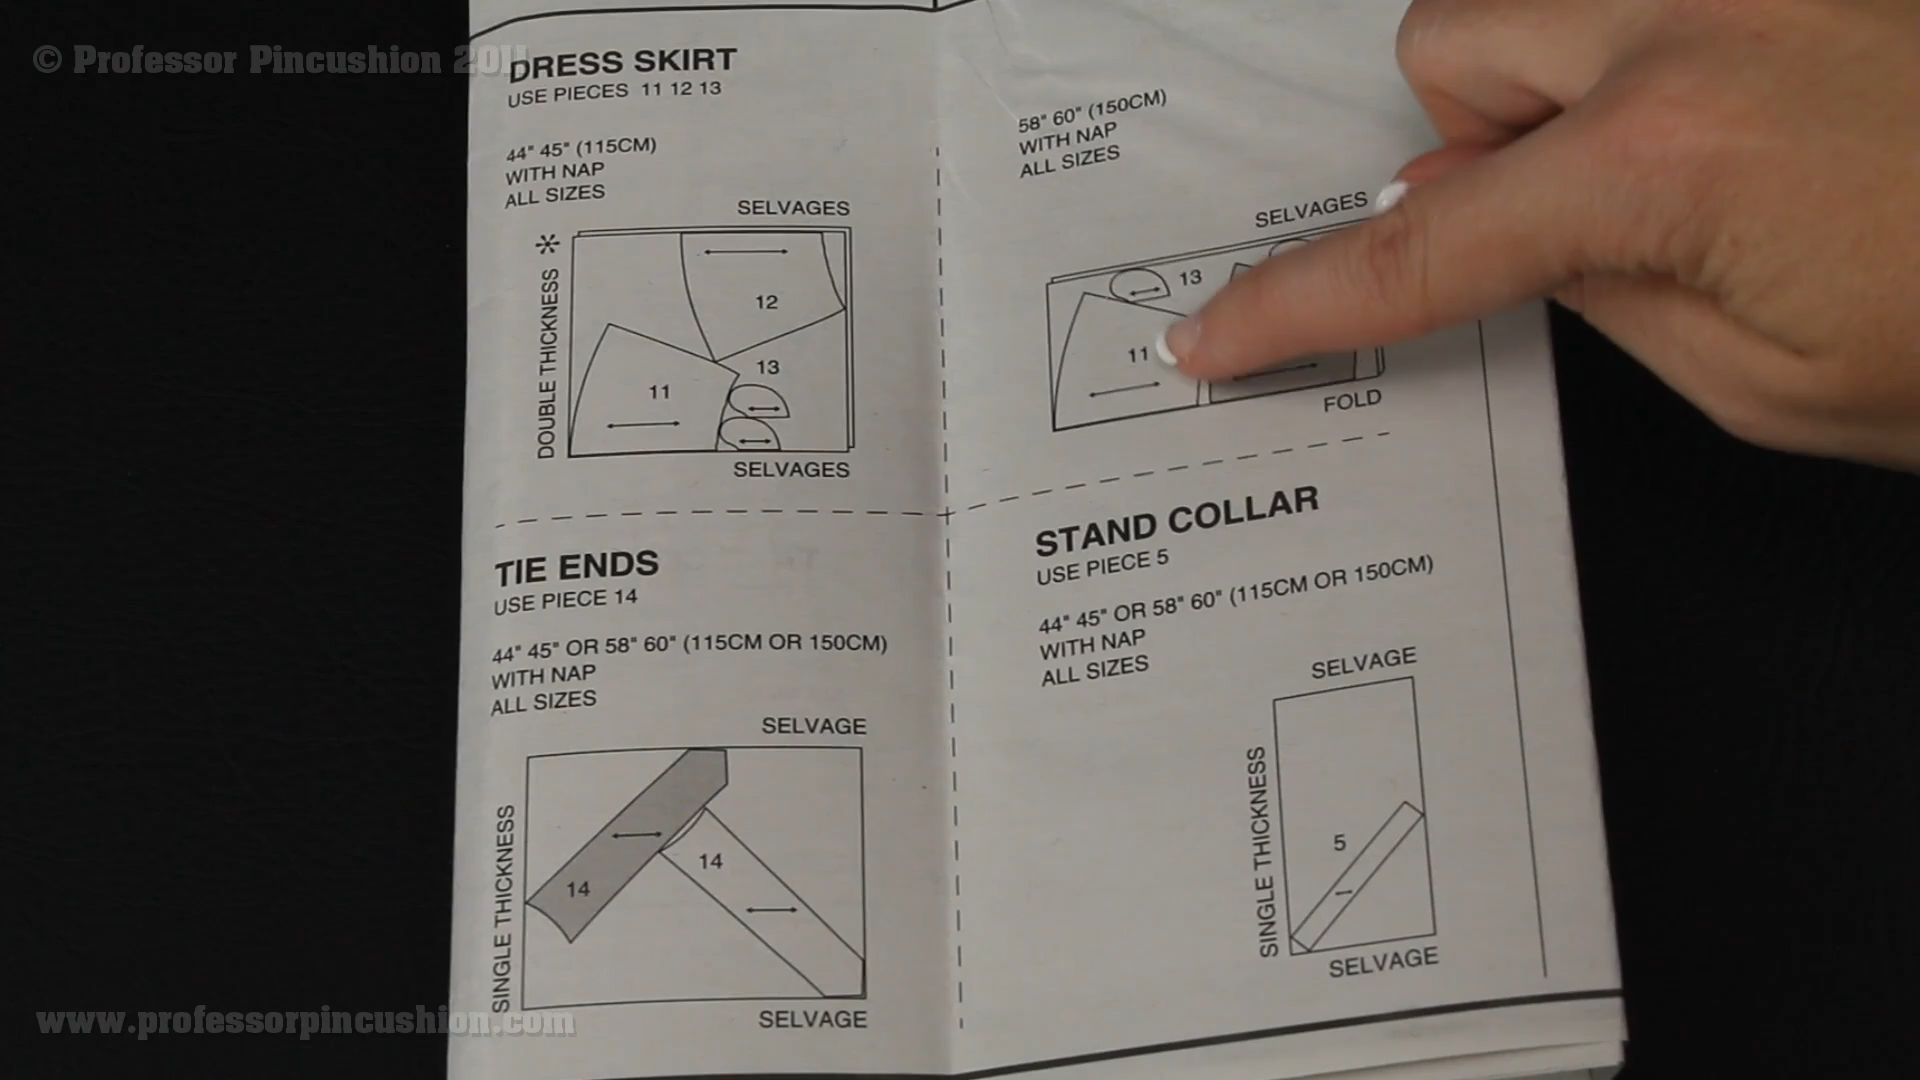 © Professor Pincushion 201
DRESS SKIRT
USE PIECES 11 12 13
44" 45" (115CM)
WITH NAP
ALL SIZES
SELVAGES
*
DOUBLE THICKNESS
12
13
11
SELVAGES
58" 60" (150CM)
WITH NAP
ALL SIZES
SELVAGES
13
11
FOLD
TIE ENDS
USE PIECE 14
44" 45" OR 58" 60" (115CM OR 150CM)
WITH NAP
ALL SIZES
SELVAGE
SINGLE THICKNESS
14
14
SELVAGE
STAND COLLAR
USE PIECE 5
44" 45" OR 58" 60" (115CM OR 150CM)
WITH NAP
ALL SIZES
SELVAGE
SINGLE THICKNESS
5
SELVAGE
www.professorpincushion.com